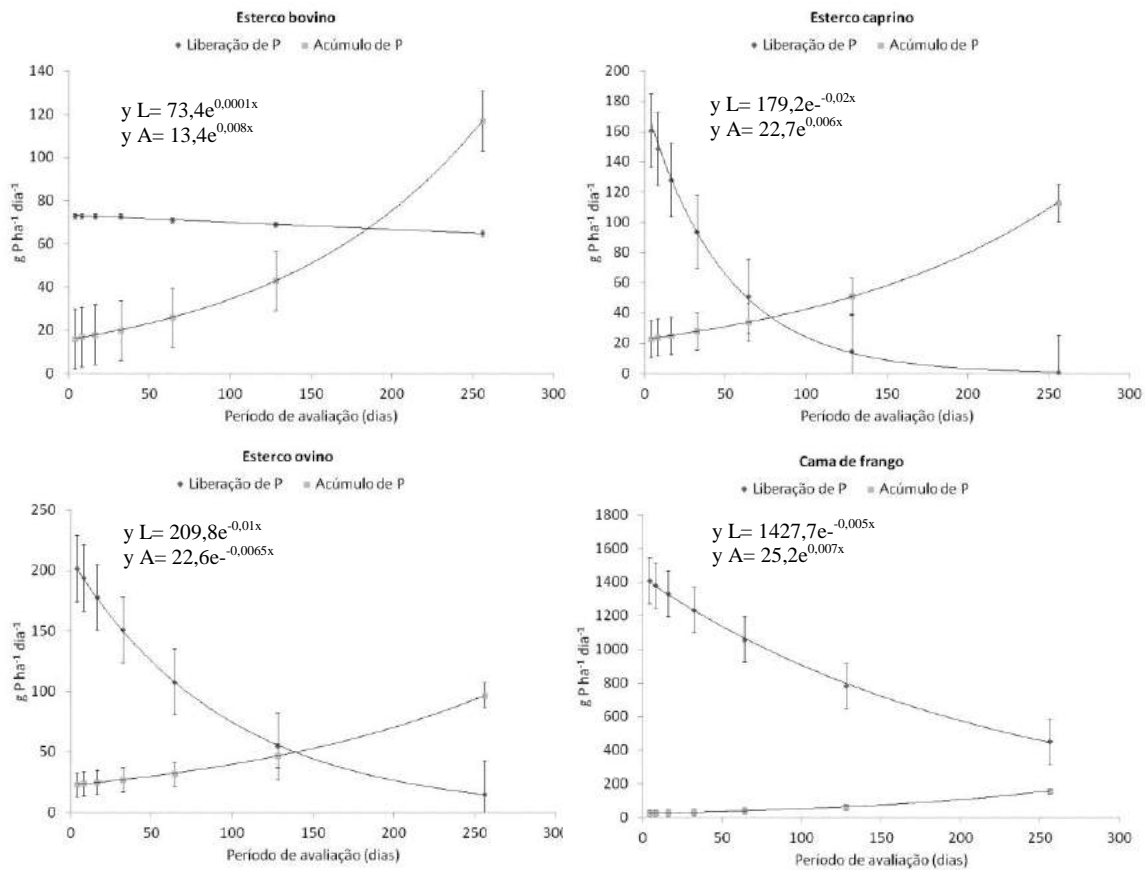 Esterco bovino
Liberação de P Acúmulo de P
y L= 73,4e^0,0001x
y A= 13,4e^0,008x
g P ha⁻¹ dia⁻¹
140
120
100
80
60
40
20
0
0 50 100 150 200 250 300
Período de avaliação (dias)
Esterco caprino
Liberação de P Acúmulo de P
y L= 179,2e-^-0,02x
y A= 22,7e^0,006x
g P ha⁻¹ dia⁻¹
200
180
160
140
120
100
80
60
40
20
0
0 50 100 150 200 250 300
Período de avaliação (dias)
Esterco ovino
Liberação de P Acúmulo de P
y L= 209,8e^-0,01x
y A= 22,6e-^-0,0065x
g P ha⁻¹ dia⁻¹
250
200
150
100
50
0
0 50 100 150 200 250 300
Período de avaliação (dias)
Cama de frango
Liberação de P Acúmulo de P
y L= 1427,7e-^-0,005x
y A= 25,2e^0,007x
g P ha⁻¹ dia⁻¹
1800
1600
1400
1200
1000
800
600
400
200
0
0 50 100 150 200 250 300
Período de avaliação (dias)